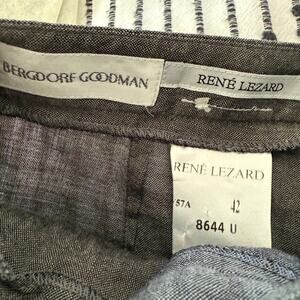 BERGDORF GOODMAN
RENÉ LEZARD
RENÉ LEZARD
57A 42
8644 U